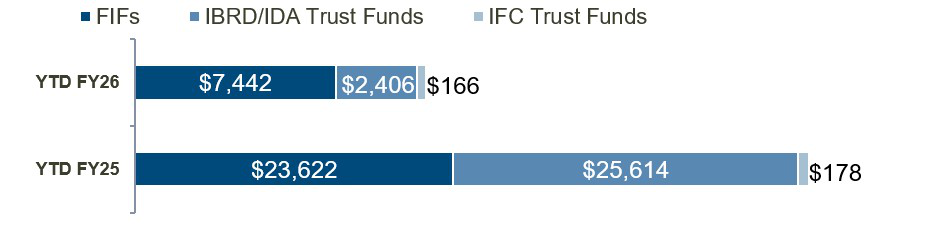 FIFs IBRD/IDA Trust Funds IFC Trust Funds
YTD FY26 $7,442 $2,406 $166
YTD FY25 $23,622 $25,614 $178